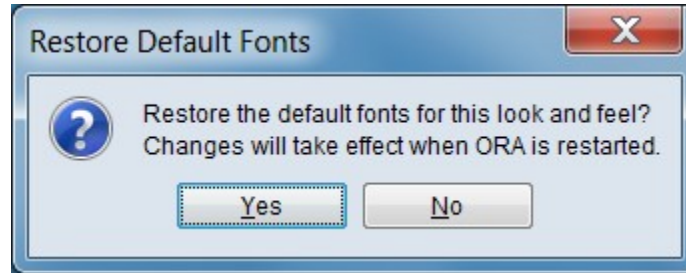 Restore Default Fonts
Restore the default fonts for this look and feel?
Changes will take effect when ORA is restarted.
Yes
No